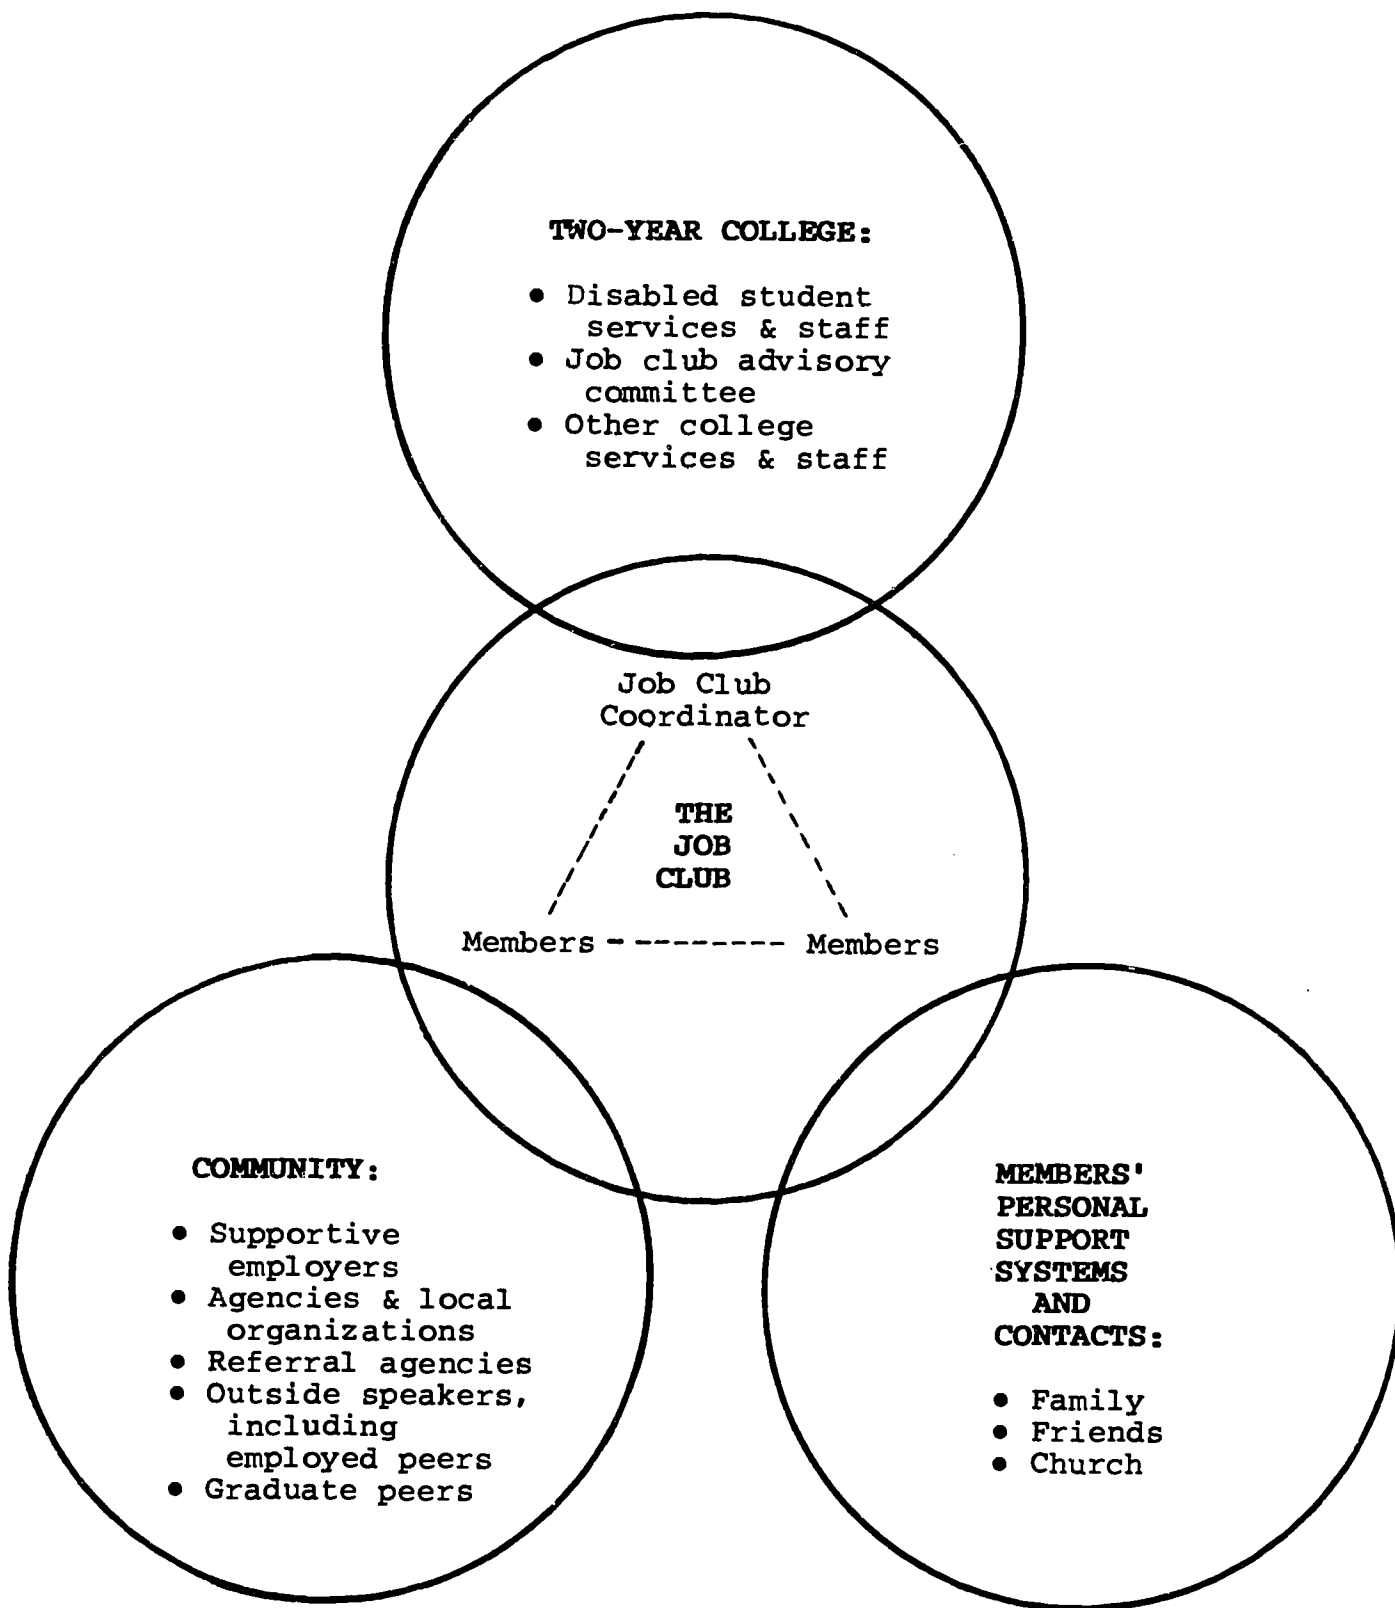 TWO-YEAR COLLEGE:
● Disabled student
services & staff
● Job club advisory
committee
● Other college
services & staff
Job Club
Coordinator
THE
JOB
CLUB
Members
Members
COMMUNITY:
● Supportive
employers
● Agencies & local
organizations
● Referral agencies
● Outside speakers,
including
employed peers
● Graduate peers
MEMBERS'
PERSONAL
SUPPORT
SYSTEMS
AND
CONTACTS:
● Family
● Friends
● Church